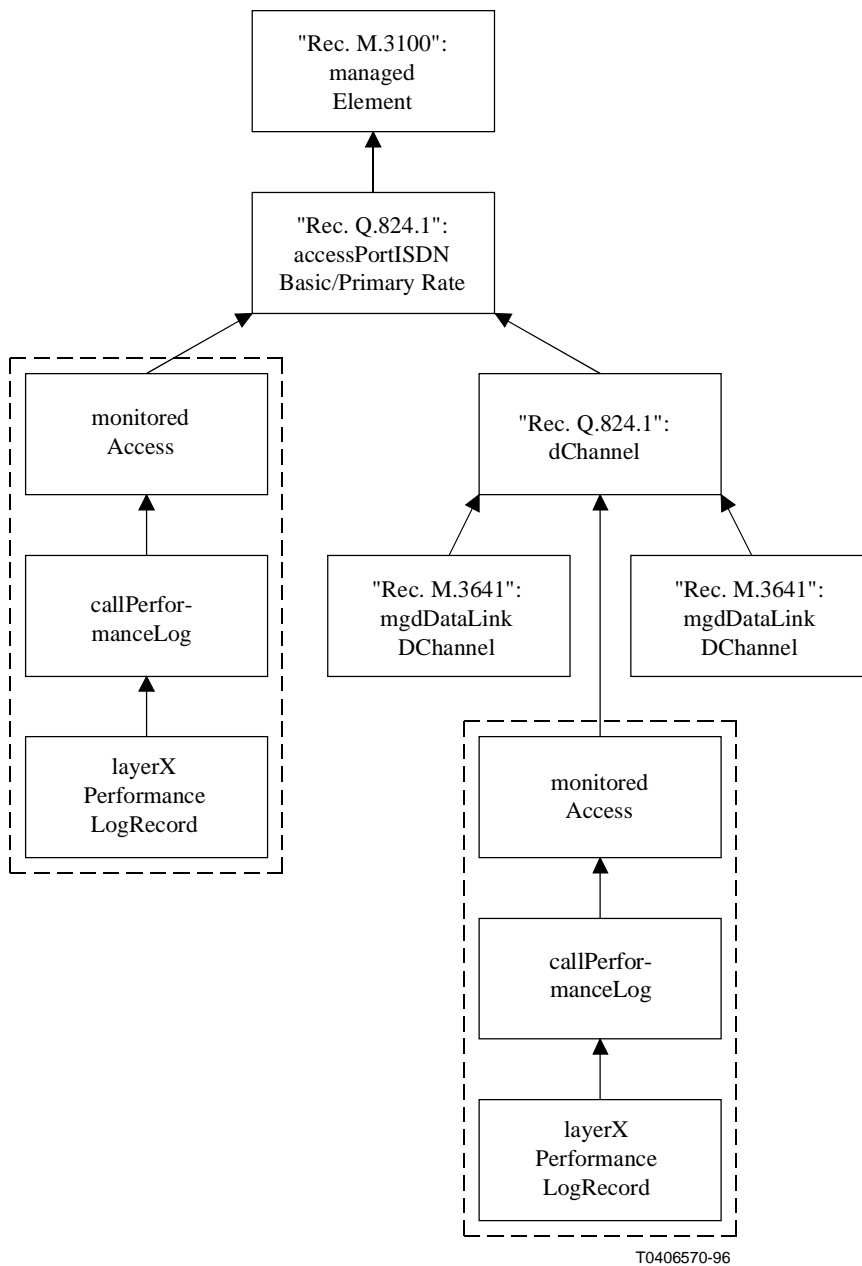 "Rec. M.3100":
managed
Element
"Rec. Q.824.1":
accessPortISDN
Basic/Primary Rate
monitored
Access
"Rec. Q.824.1":
dChannel
callPerfor-
manceLog
"Rec. M.3641":
mgdDataLink
DChannel
"Rec. M.3641":
mgdDataLink
DChannel
layerX
Performance
LogRecord
monitored
Access
callPerfor-
manceLog
layerX
Performance
LogRecord
T0406570-96